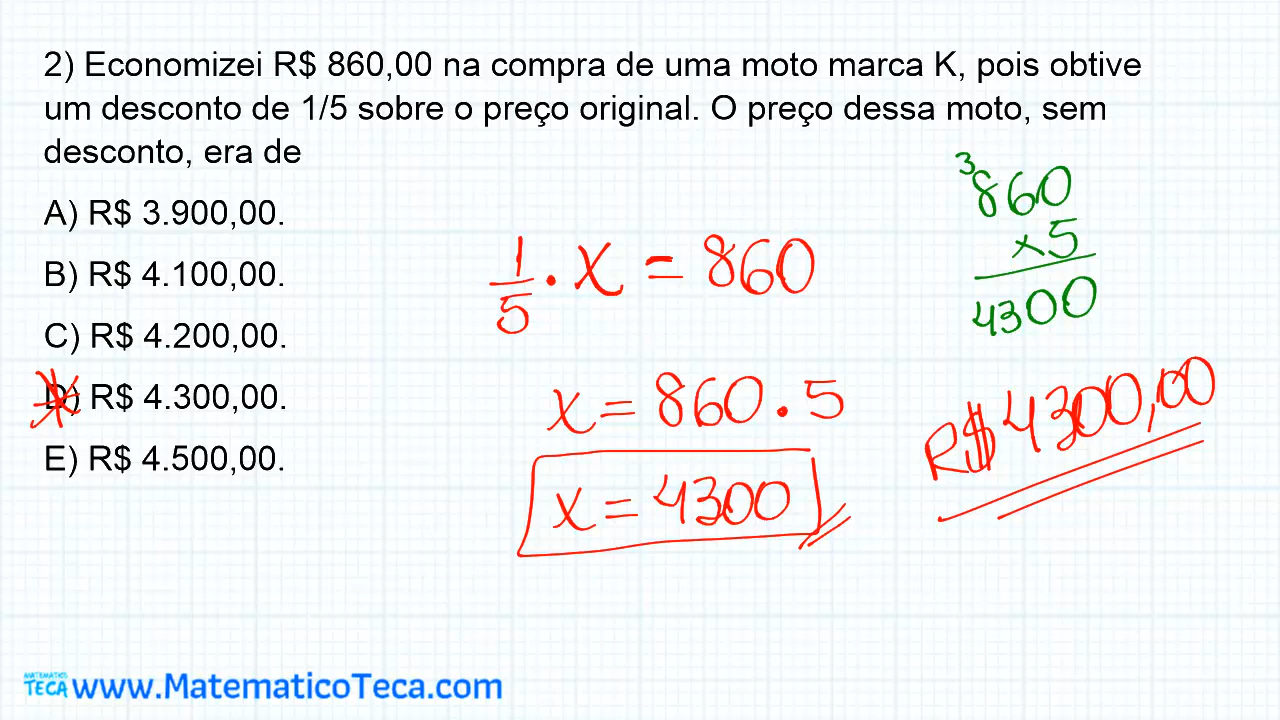 2) Economizei R$ 860,00 na compra de uma moto marca K, pois obtive
um desconto de 1/5 sobre o preço original. O preço dessa moto, sem
desconto, era de
A) R$ 3.900,00.
B) R$ 4.100,00.
C) R$ 4.200,00.
D) R$ 4.300,00.
E) R$ 4.500,00.
1/5 . x = 860
x = 860 . 5
x = 4300
3
860
x5
4300
R$ 4300,00
MATEMATICO
TECA
www.MatematicoTeca.com